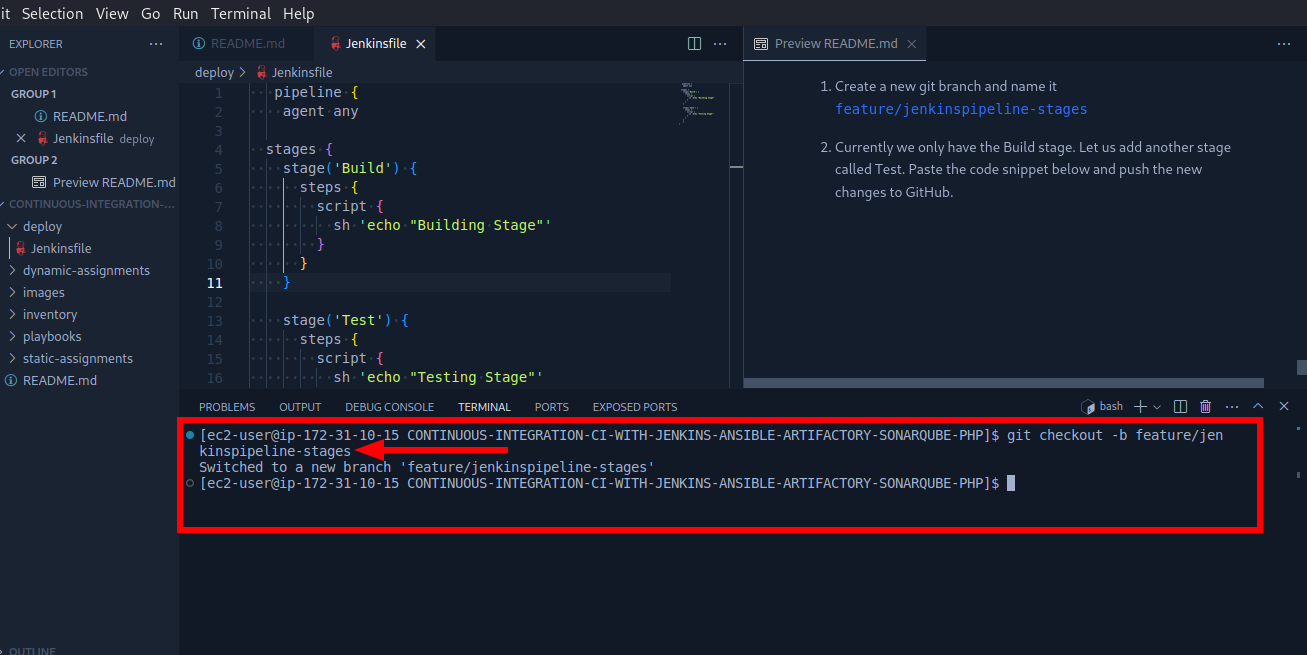 it Selection View Go Run Terminal Help
EXPLORER
OPEN EDITORS
GROUP 1
README.md
Jenkinsfile deploy
GROUP 2
Preview README.md
CONTINUOUS-INTEGRATION-...
deploy
Jenkinsfile
dynamic-assignments
images
inventory
playbooks
static-assignments
README.md
OUTLINE
README.md
Jenkinsfile
deploy > Jenkinsfile
1 pipeline {
2 agent any
3
4 stages {
5 stage('Build') {
6 steps {
7 script {
8 sh 'echo "Building Stage"'
9 }
10 }
11 }
12
13 stage('Test') {
14 steps {
15 script {
16 sh 'echo "Testing Stage"'
Preview README.md
1. Create a new git branch and name it
feature/jenkinspipeline-stages
2. Currently we only have the Build stage. Let us add another stage
called Test. Paste the code snippet below and push the new
changes to GitHub.
PROBLEMS OUTPUT DEBUG CONSOLE TERMINAL PORTS EXPOSED PORTS
bash
[ec2-user@ip-172-31-10-15 CONTINUOUS-INTEGRATION-CI-WITH-JENKINS-ANSIBLE-ARTIFACTORY-SONARQUBE-PHP]$ git checkout -b feature/jen
kinspipeline-stages
Switched to a new branch 'feature/jenkinspipeline-stages'
[ec2-user@ip-172-31-10-15 CONTINUOUS-INTEGRATION-CI-WITH-JENKINS-ANSIBLE-ARTIFACTORY-SONARQUBE-PHP]$